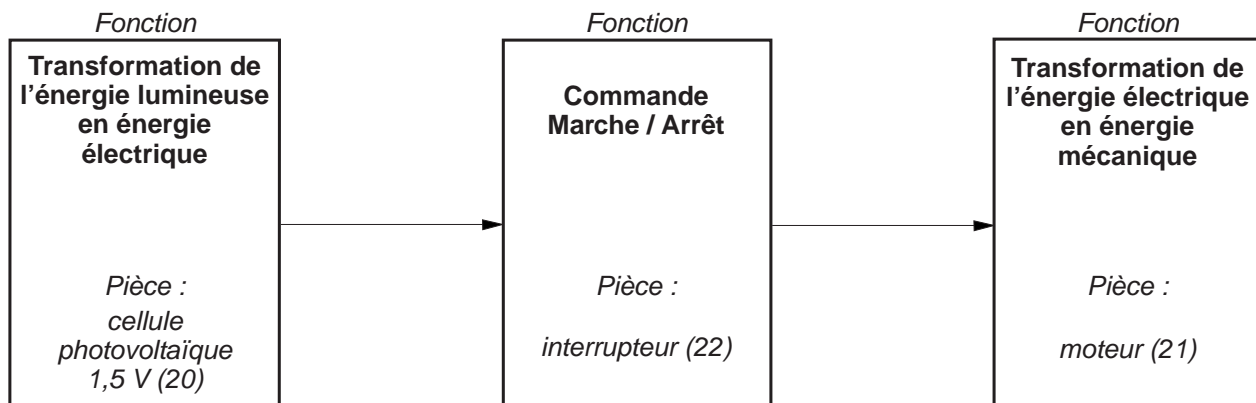 Fonction
Transformation de
l’énergie lumineuse
en énergie
électrique
Pièce :
cellule
photovoltaïque
1,5 V (20)
Fonction
Commande
Marche / Arrêt
Pièce :
interrupteur (22)
Fonction
Transformation de
l’énergie électrique
en énergie
mécanique
Pièce :
moteur (21)